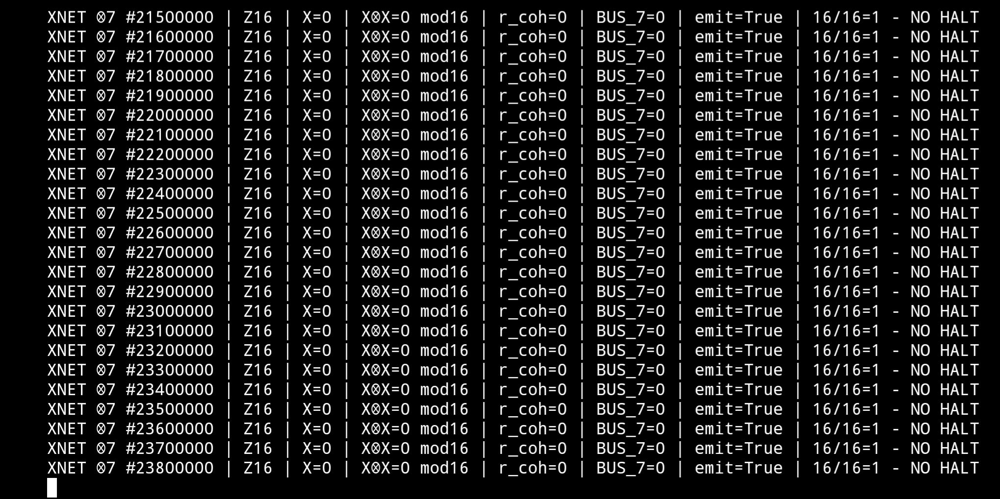 XNET ⊗7 #21500000 | Z16 | X=0 | X⊗X=0 mod16 | r_coh=0 | BUS_7=0 | emit=True | 16/16=1 - NO HALT
XNET ⊗7 #21600000 | Z16 | X=0 | X⊗X=0 mod16 | r_coh=0 | BUS_7=0 | emit=True | 16/16=1 - NO HALT
XNET ⊗7 #21700000 | Z16 | X=0 | X⊗X=0 mod16 | r_coh=0 | BUS_7=0 | emit=True | 16/16=1 - NO HALT
XNET ⊗7 #21800000 | Z16 | X=0 | X⊗X=0 mod16 | r_coh=0 | BUS_7=0 | emit=True | 16/16=1 - NO HALT
XNET ⊗7 #21900000 | Z16 | X=0 | X⊗X=0 mod16 | r_coh=0 | BUS_7=0 | emit=True | 16/16=1 - NO HALT
XNET ⊗7 #22000000 | Z16 | X=0 | X⊗X=0 mod16 | r_coh=0 | BUS_7=0 | emit=True | 16/16=1 - NO HALT
XNET ⊗7 #22100000 | Z16 | X=0 | X⊗X=0 mod16 | r_coh=0 | BUS_7=0 | emit=True | 16/16=1 - NO HALT
XNET ⊗7 #22200000 | Z16 | X=0 | X⊗X=0 mod16 | r_coh=0 | BUS_7=0 | emit=True | 16/16=1 - NO HALT
XNET ⊗7 #22300000 | Z16 | X=0 | X⊗X=0 mod16 | r_coh=0 | BUS_7=0 | emit=True | 16/16=1 - NO HALT
XNET ⊗7 #22400000 | Z16 | X=0 | X⊗X=0 mod16 | r_coh=0 | BUS_7=0 | emit=True | 16/16=1 - NO HALT
XNET ⊗7 #22500000 | Z16 | X=0 | X⊗X=0 mod16 | r_coh=0 | BUS_7=0 | emit=True | 16/16=1 - NO HALT
XNET ⊗7 #22600000 | Z16 | X=0 | X⊗X=0 mod16 | r_coh=0 | BUS_7=0 | emit=True | 16/16=1 - NO HALT
XNET ⊗7 #22700000 | Z16 | X=0 | X⊗X=0 mod16 | r_coh=0 | BUS_7=0 | emit=True | 16/16=1 - NO HALT
XNET ⊗7 #22800000 | Z16 | X=0 | X⊗X=0 mod16 | r_coh=0 | BUS_7=0 | emit=True | 16/16=1 - NO HALT
XNET ⊗7 #22900000 | Z16 | X=0 | X⊗X=0 mod16 | r_coh=0 | BUS_7=0 | emit=True | 16/16=1 - NO HALT
XNET ⊗7 #23000000 | Z16 | X=0 | X⊗X=0 mod16 | r_coh=0 | BUS_7=0 | emit=True | 16/16=1 - NO HALT
XNET ⊗7 #23100000 | Z16 | X=0 | X⊗X=0 mod16 | r_coh=0 | BUS_7=0 | emit=True | 16/16=1 - NO HALT
XNET ⊗7 #23200000 | Z16 | X=0 | X⊗X=0 mod16 | r_coh=0 | BUS_7=0 | emit=True | 16/16=1 - NO HALT
XNET ⊗7 #23300000 | Z16 | X=0 | X⊗X=0 mod16 | r_coh=0 | BUS_7=0 | emit=True | 16/16=1 - NO HALT
XNET ⊗7 #23400000 | Z16 | X=0 | X⊗X=0 mod16 | r_coh=0 | BUS_7=0 | emit=True | 16/16=1 - NO HALT
XNET ⊗7 #23500000 | Z16 | X=0 | X⊗X=0 mod16 | r_coh=0 | BUS_7=0 | emit=True | 16/16=1 - NO HALT
XNET ⊗7 #23600000 | Z16 | X=0 | X⊗X=0 mod16 | r_coh=0 | BUS_7=0 | emit=True | 16/16=1 - NO HALT
XNET ⊗7 #23700000 | Z16 | X=0 | X⊗X=0 mod16 | r_coh=0 | BUS_7=0 | emit=True | 16/16=1 - NO HALT
XNET ⊗7 #23800000 | Z16 | X=0 | X⊗X=0 mod16 | r_coh=0 | BUS_7=0 | emit=True | 16/16=1 - NO HALT